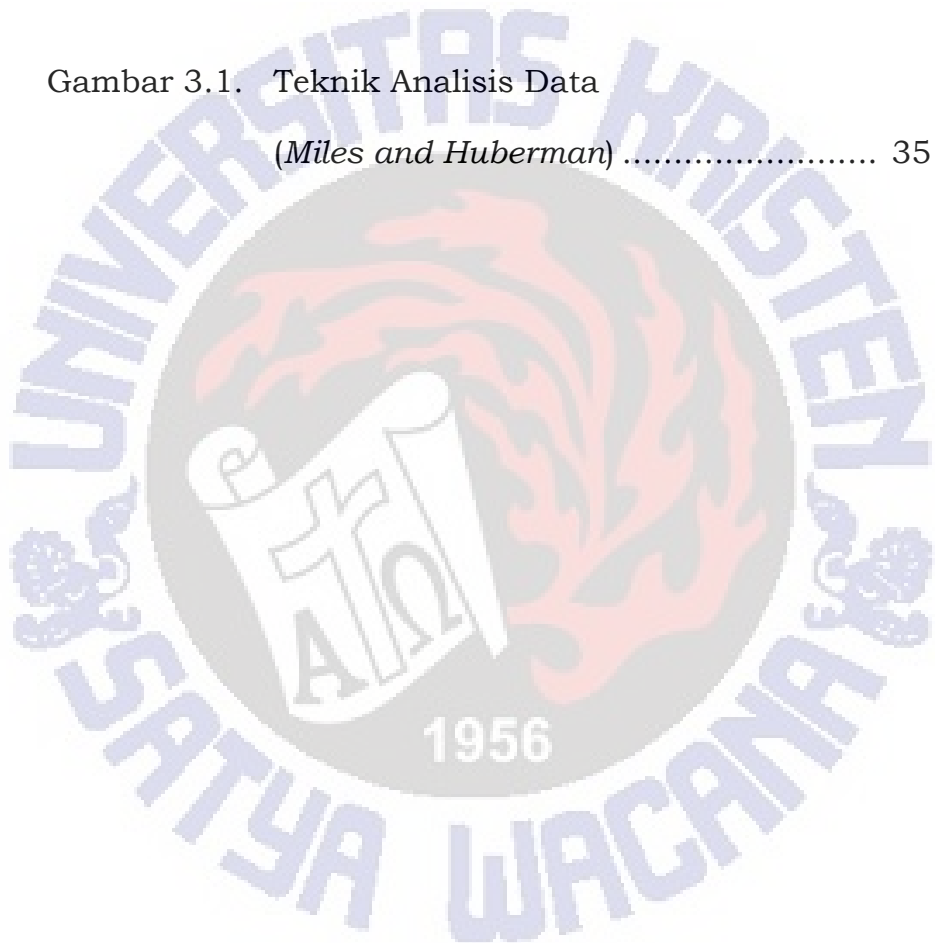 Gambar 3.1. Teknik Analisis Data
(Miles and Huberman) ......................... 35
UNIVERSITAS KRISTEN
Α Ω
1956
SATYA WACANA